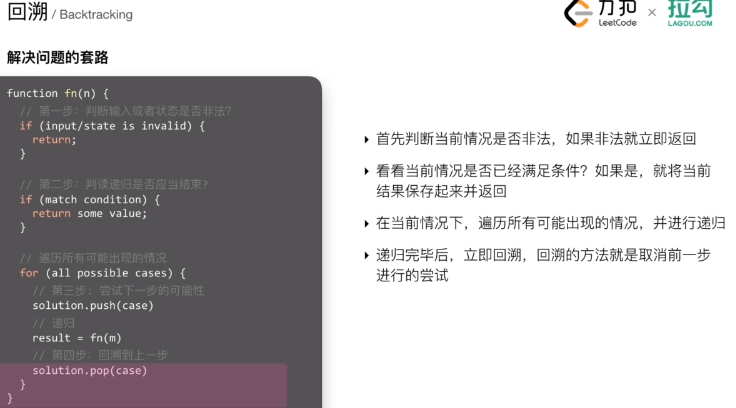 回溯 / Backtracking
力扣
LeetCode
×
拉勾
LAGOU.COM
解决问题的套路
function fn(n) {
// 第一步：判断输入或者状态是否非法?
if (input/state is invalid) {
return;
}
// 第二步：判读递归是否应当结束?
if (match condition) {
return some value;
}
// 遍历所有可能出现的情况
for (all possible cases) {
// 第三步：尝试下一步的可能性
solution.push(case)
// 递归
result = fn(m)
// 第四步：回溯到上一步
solution.pop(case)
}
}
首先判断当前情况是否非法，如果非法就立即返回
看看当前情况是否已经满足条件？如果是，就将当前
结果保存起来并返回
在当前情况下，遍历所有可能出现的情况，并进行递归
递归完毕后，立即回溯，回溯的方法就是取消前一步
进行的尝试